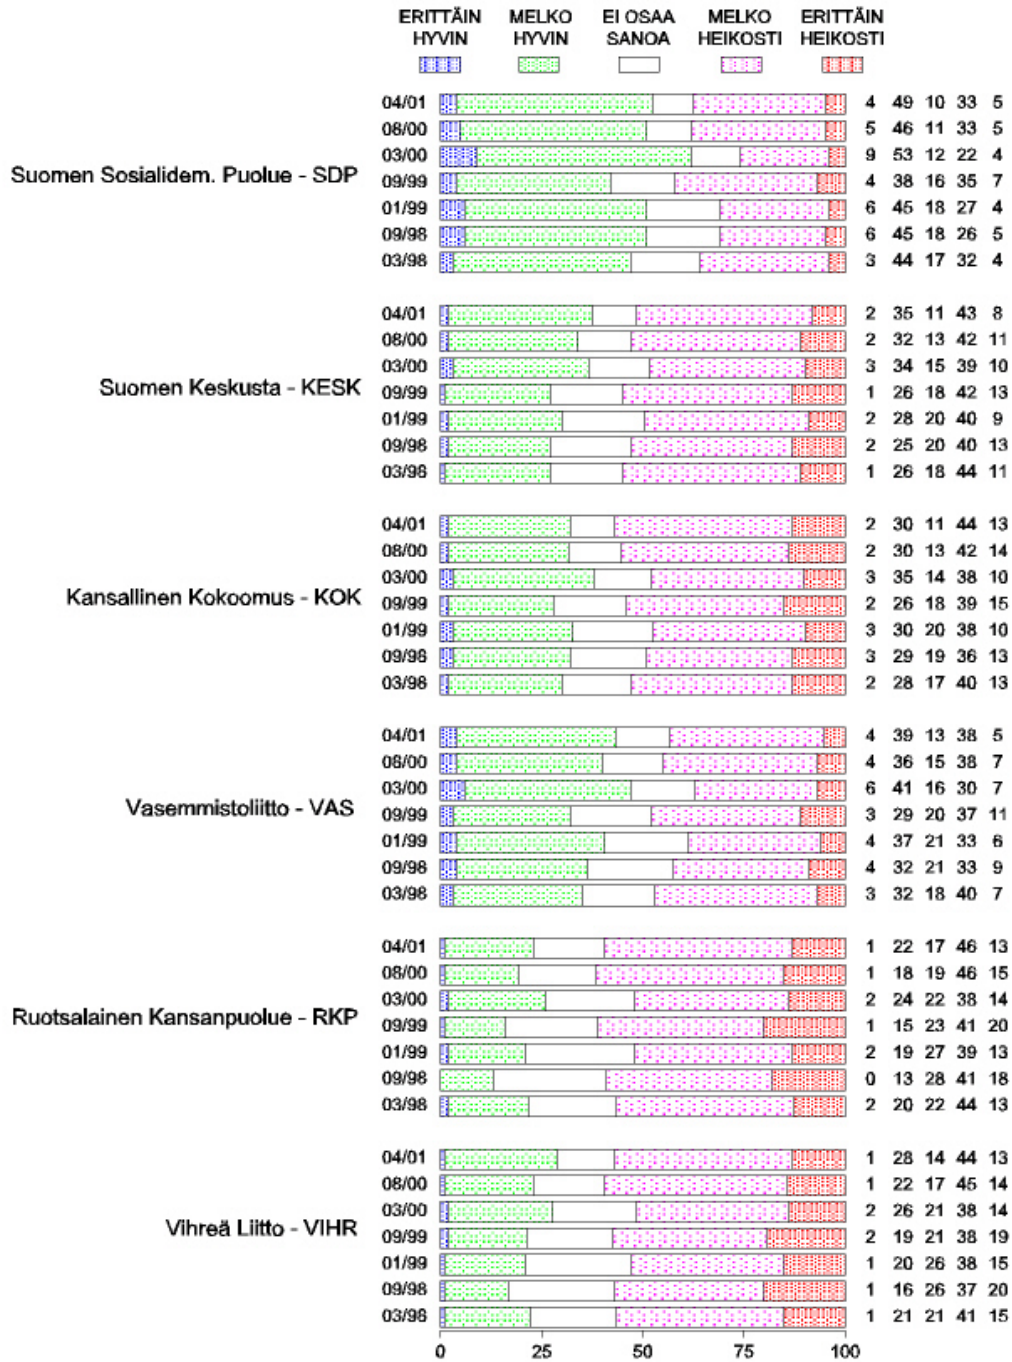 ERITTÄIN MELKO EI OSAA MELKO ERITTÄIN
HYVIN HYVIN SANOA HEIKOSTI HEIKOSTI
04/01 4 49 10 33 5
08/00 5 46 11 33 5
03/00 9 53 12 22 4
Suomen Sosialidem. Puolue - SDP
09/99 4 38 16 35 7
01/99 6 45 18 27 4
09/98 6 45 18 26 5
03/98 3 44 17 32 4
04/01 2 35 11 43 8
08/00 2 32 13 42 11
03/00 3 34 15 39 10
Suomen Keskusta - KESK
09/99 1 26 18 42 13
01/99 2 28 20 40 9
09/98 2 25 20 40 13
03/98 1 26 18 44 11
04/01 2 30 11 44 13
08/00 2 30 13 42 14
03/00 3 35 14 38 10
Kansallinen Kokoomus - KOK
09/99 2 26 18 39 15
01/99 3 30 20 38 10
09/98 3 29 19 36 13
03/98 2 28 17 40 13
04/01 4 39 13 38 5
08/00 4 36 15 38 7
03/00 6 41 16 30 7
Vasemmistoliitto - VAS
09/99 3 29 20 37 11
01/99 4 37 21 33 6
09/98 4 32 21 33 9
03/98 3 32 18 40 7
04/01 1 22 17 46 13
08/00 1 18 19 46 15
03/00 2 24 22 38 14
Ruotsalainen Kansanpuolue - RKP
09/99 1 15 23 41 20
01/99 2 19 27 39 13
09/98 0 13 28 41 18
03/98 2 20 22 44 13
04/01 1 28 14 44 13
08/00 1 22 17 45 14
03/00 2 26 21 38 14
Vihreä Liitto - VIHR
09/99 2 19 21 38 19
01/99 1 20 26 38 15
09/98 1 16 26 37 20
03/98 1 21 21 41 15
0 25 50 75 100